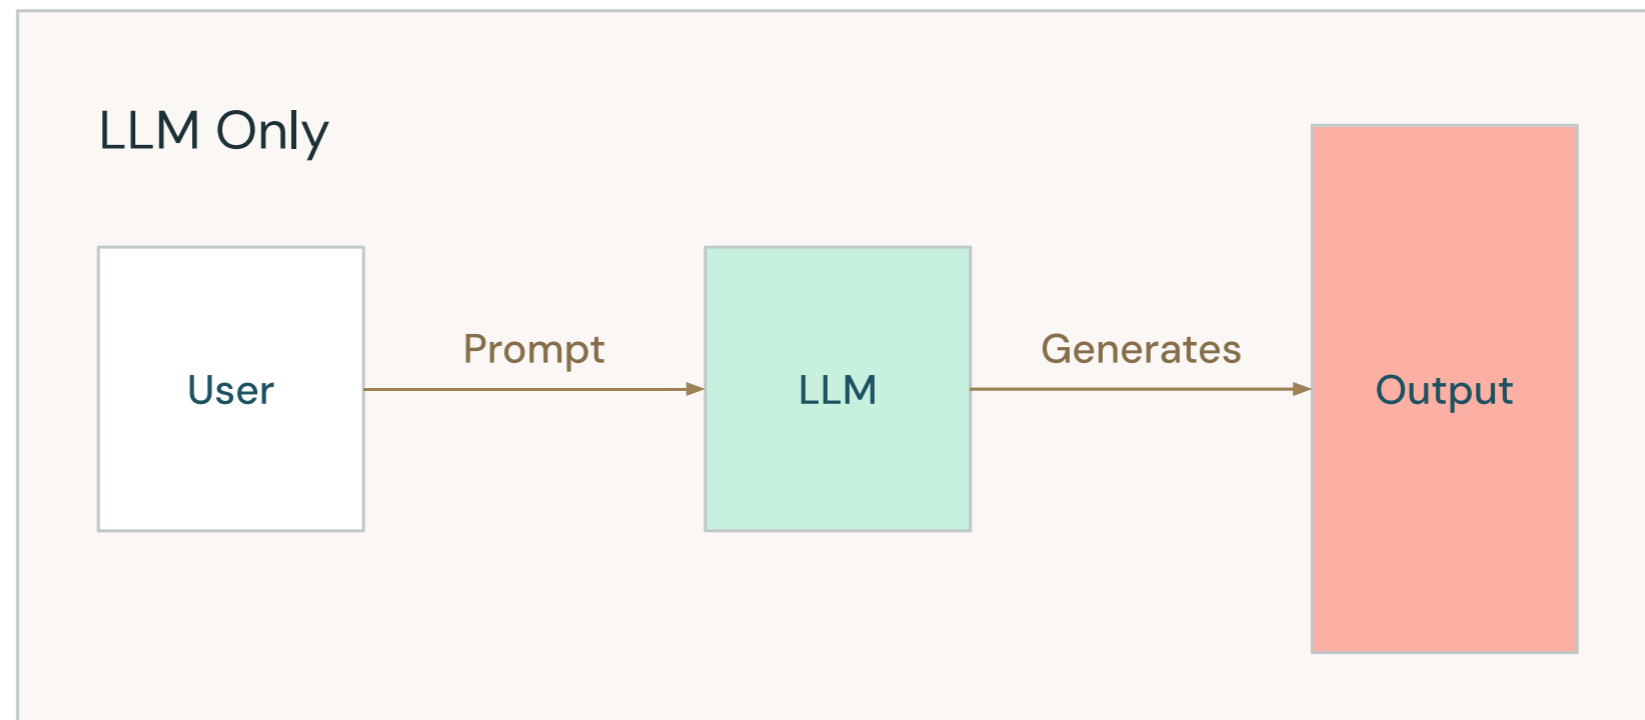 LLM Only
User
Prompt
LLM
Generates
Output